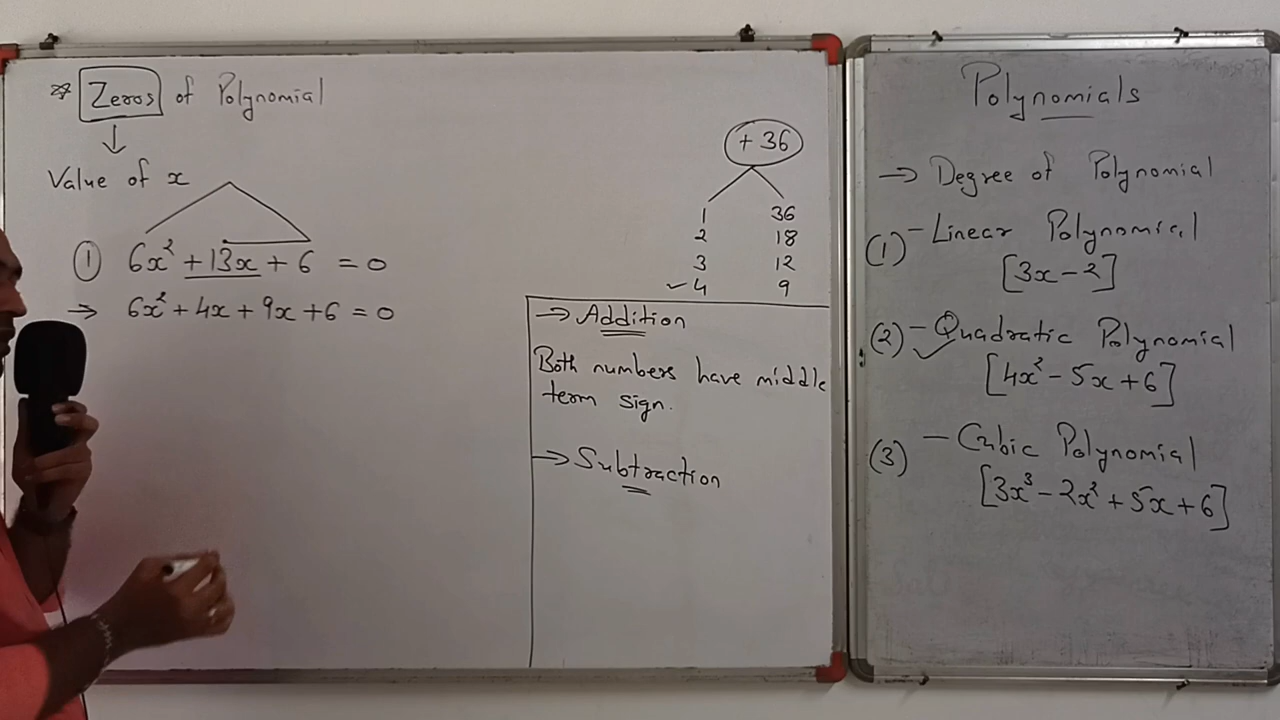 * Zeros of Polynomial
↓
Value of x
① 6x² + 13x + 6 = 0
→ 6x² + 4x + 9x + 6 = 0
+ 36
1 36
2 18
3 12
✓ 4 9
→ Addition
Both numbers have middle
term sign.
→ Subtraction
Polynomials
→ Degree of Polynomial
(1) - Linear Polynomial
[3x - 2]
(2) - Quadratic Polynomial
[4x² - 5x + 6]
(3) - Cubic Polynomial
[3x³ - 2x² + 5x + 6]